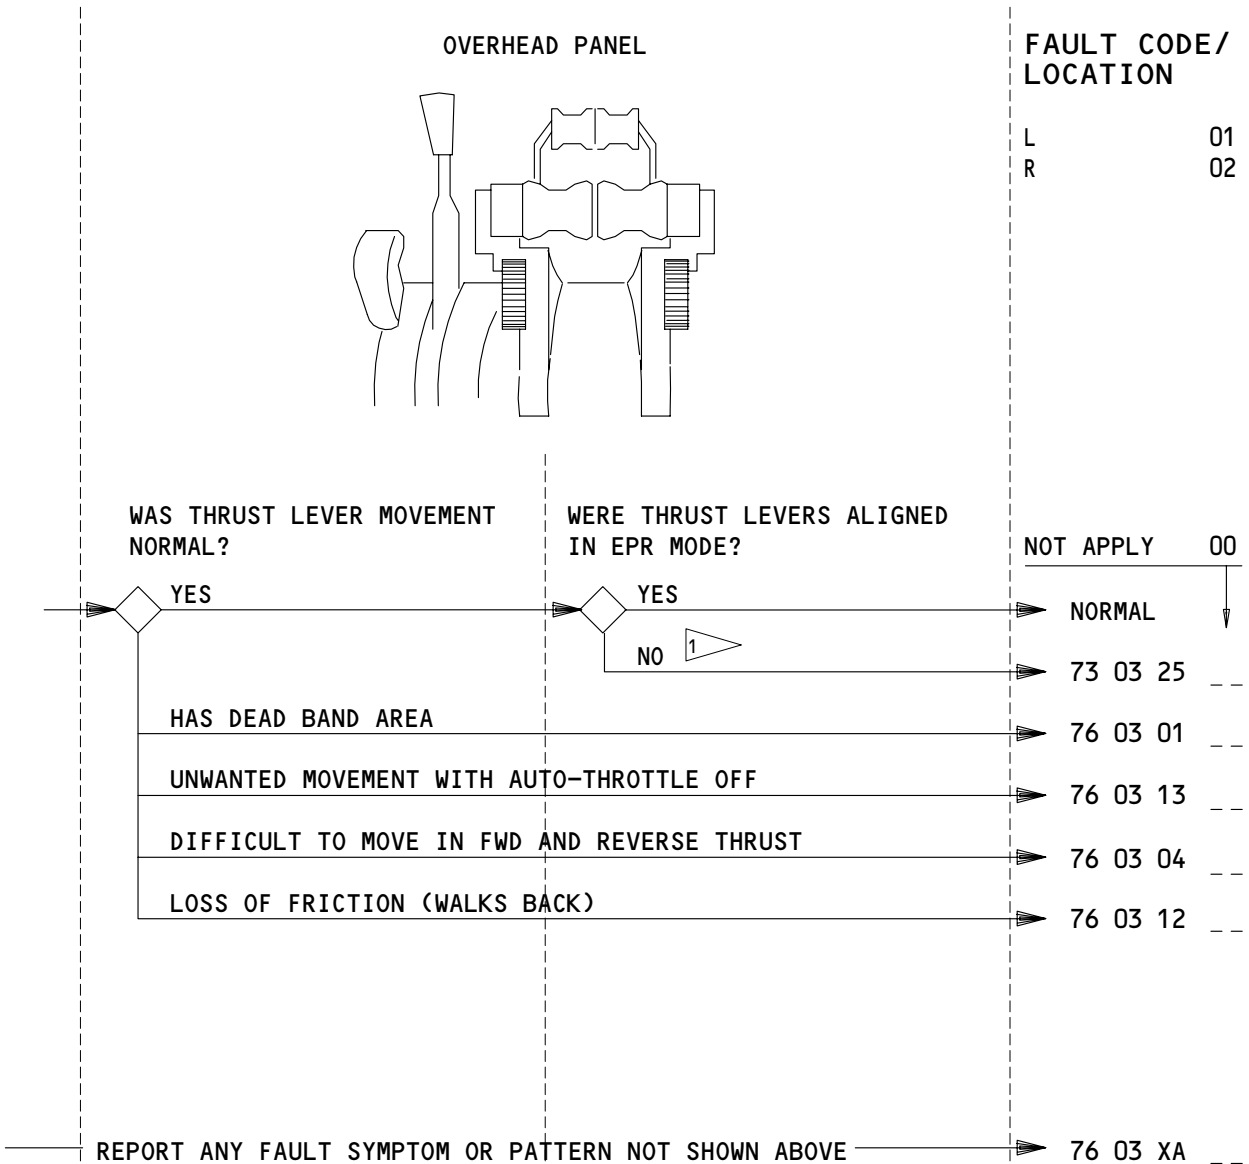 OVERHEAD PANEL
FAULT CODE/
LOCATION
L 01
R 02
WAS THRUST LEVER MOVEMENT
NORMAL?
WERE THRUST LEVERS ALIGNED
IN EPR MODE?
NOT APPLY 00
YES
YES
NORMAL
NO 1
73 03 25 _ _
HAS DEAD BAND AREA
76 03 01 _ _
UNWANTED MOVEMENT WITH AUTO-THROTTLE OFF
76 03 13 _ _
DIFFICULT TO MOVE IN FWD AND REVERSE THRUST
76 03 04 _ _
LOSS OF FRICTION (WALKS BACK)
76 03 12 _ _
REPORT ANY FAULT SYMPTOM OR PATTERN NOT SHOWN ABOVE
76 03 XA _ _